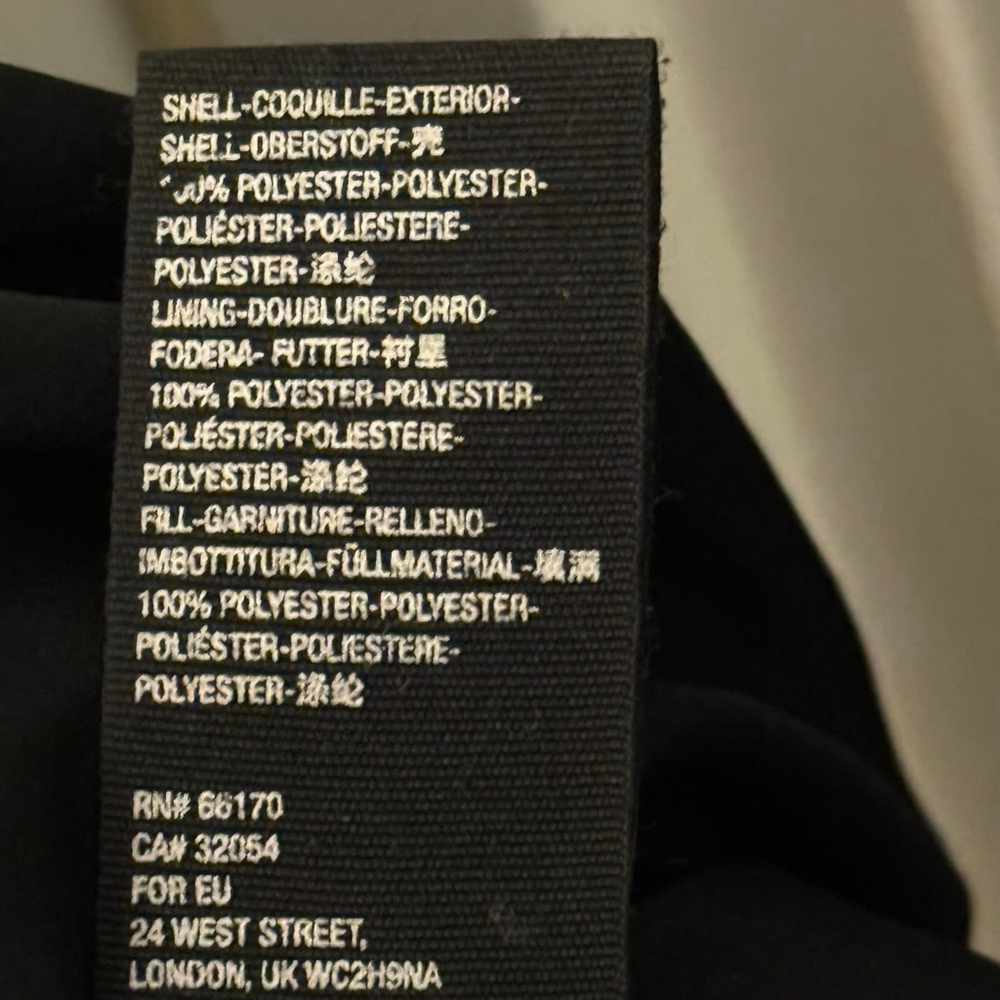 SHELL-COQUILLE-EXTERIOR-
SHELL-OBERSTOFF-壳
POLYESTER-POLYESTER-
POLIÉSTER-POLIESTERE-
POLYESTER-涤纶
LINING-DOUBLURE-FORRO-
FODERA- FUTTER-衬里
100% POLYESTER-POLYESTER-
POLIÉSTER-POLIESTERE-
POLYESTER-涤纶
FILL-GARNITURE-RELLENO-
IMBOTTITURA-FÜLLMATERIAL-填满
100% POLYESTER-POLYESTER-
POLIÉSTER-POLIESTERE-
POLYESTER-涤纶
RN# 66170
CA# 32054
FOR EU
24 WEST STREET,
LONDON, UK WC2H9NA